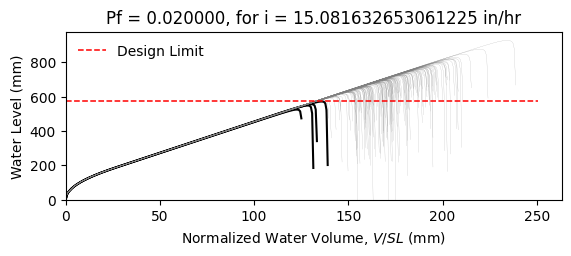 Pf = 0.020000, for i = 15.081632653061225 in/hr
Design Limit
Water Level (mm)
800
600
400
200
0
0 50 100 150 200 250
Normalized Water Volume, V/SL (mm)